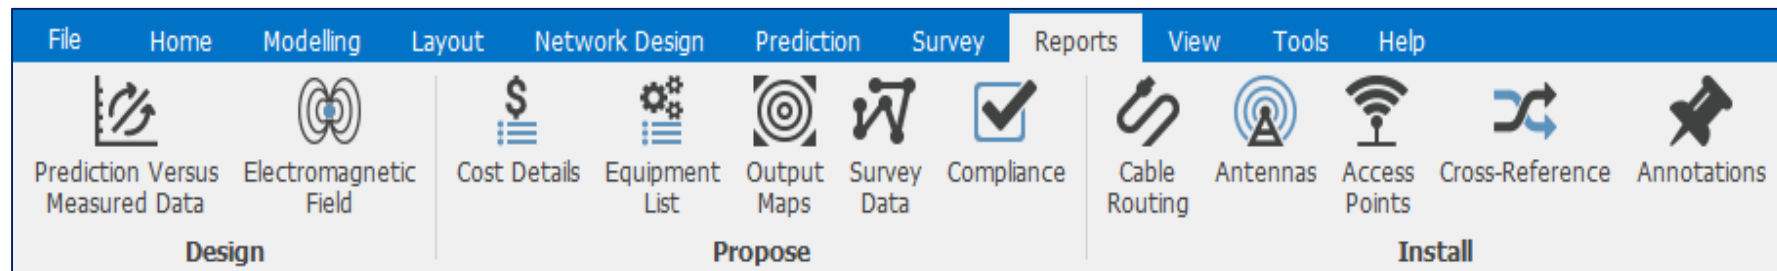 File Home Modelling Layout Network Design Prediction Survey Reports View Tools Help
Prediction Versus
Measured Data
Electromagnetic
Field
Cost Details
Equipment
List
Output
Maps
Survey
Data
Compliance
Cable
Routing
Antennas
Access
Points
Cross-Reference
Annotations
Design Propose Install